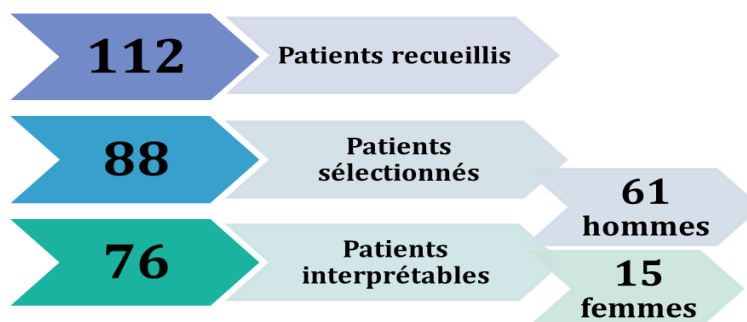 112
Patients recueillis
88
Patients
sélectionnés
76
Patients
interprétables
61
hommes
15
femmes